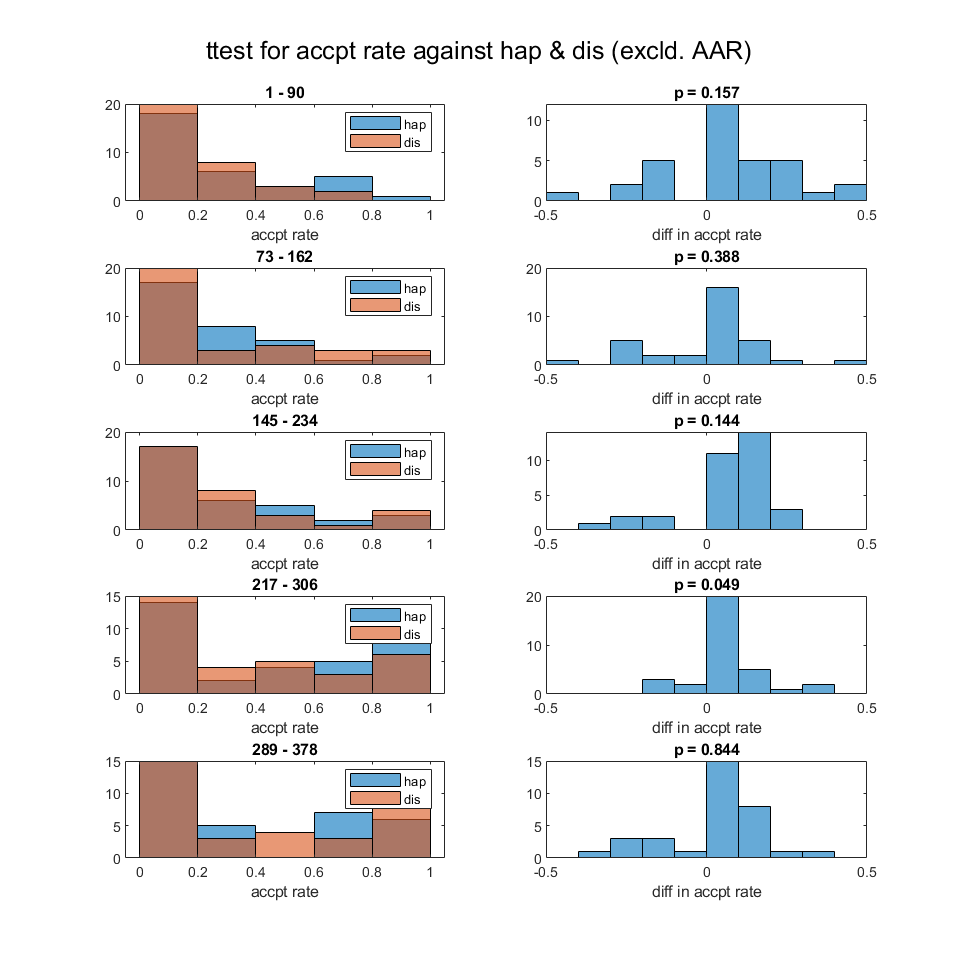 ttest for accpt rate against hap & dis (excld. AAR)
1 - 90
20
10
0
0 0.2 0.4 0.6 0.8 1
accpt rate
hap
dis
p = 0.157
10
5
0
-0.5 0 0.5
diff in accpt rate
73 - 162
20
10
0
0 0.2 0.4 0.6 0.8 1
accpt rate
hap
dis
p = 0.388
20
10
0
-0.5 0 0.5
diff in accpt rate
145 - 234
20
10
0
0 0.2 0.4 0.6 0.8 1
accpt rate
hap
dis
p = 0.144
10
5
0
-0.5 0 0.5
diff in accpt rate
217 - 306
15
10
5
0
0 0.2 0.4 0.6 0.8 1
accpt rate
hap
dis
p = 0.049
20
10
0
-0.5 0 0.5
diff in accpt rate
289 - 378
15
10
5
0
0 0.2 0.4 0.6 0.8 1
accpt rate
hap
dis
p = 0.844
15
10
5
0
-0.5 0 0.5
diff in accpt rate